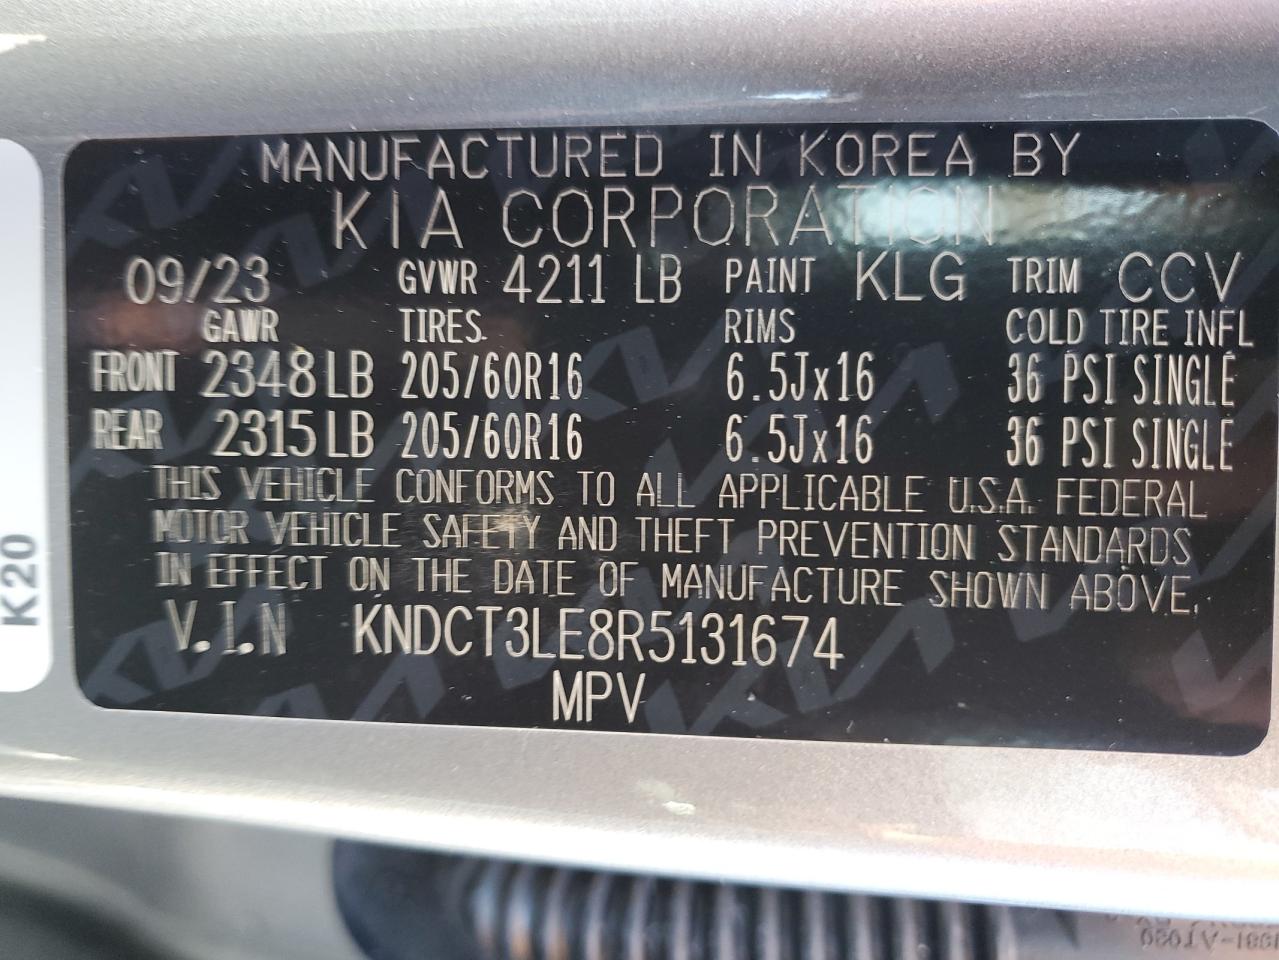 MANUFACTURED IN KOREA BY
KIA CORPORATION
09/23 GVWR 4211 LB PAINT KLG TRIM CCV
GAWR TIRES RIMS COLD TIRE INFL
FRONT 2348 LB 205/60R16 6.5Jx16 36 PSI SINGLE
REAR 2315 LB 205/60R16 6.5Jx16 36 PSI SINGLE
THIS VEHICLE CONFORMS TO ALL APPLICABLE U.S.A. FEDERAL
MOTOR VEHICLE SAFETY AND THEFT PREVENTION STANDARDS
IN EFFECT ON THE DATE OF MANUFACTURE SHOWN ABOVE.
V.I.N KNDCT3LE8R5131674
MPV
K20